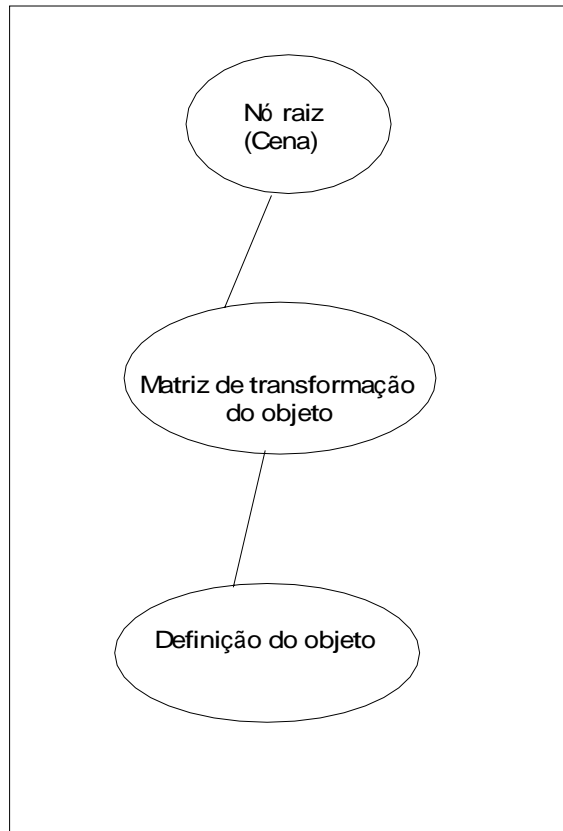 Nó raiz
(Cena)
Matriz de transformação
do objeto
Definição do objeto